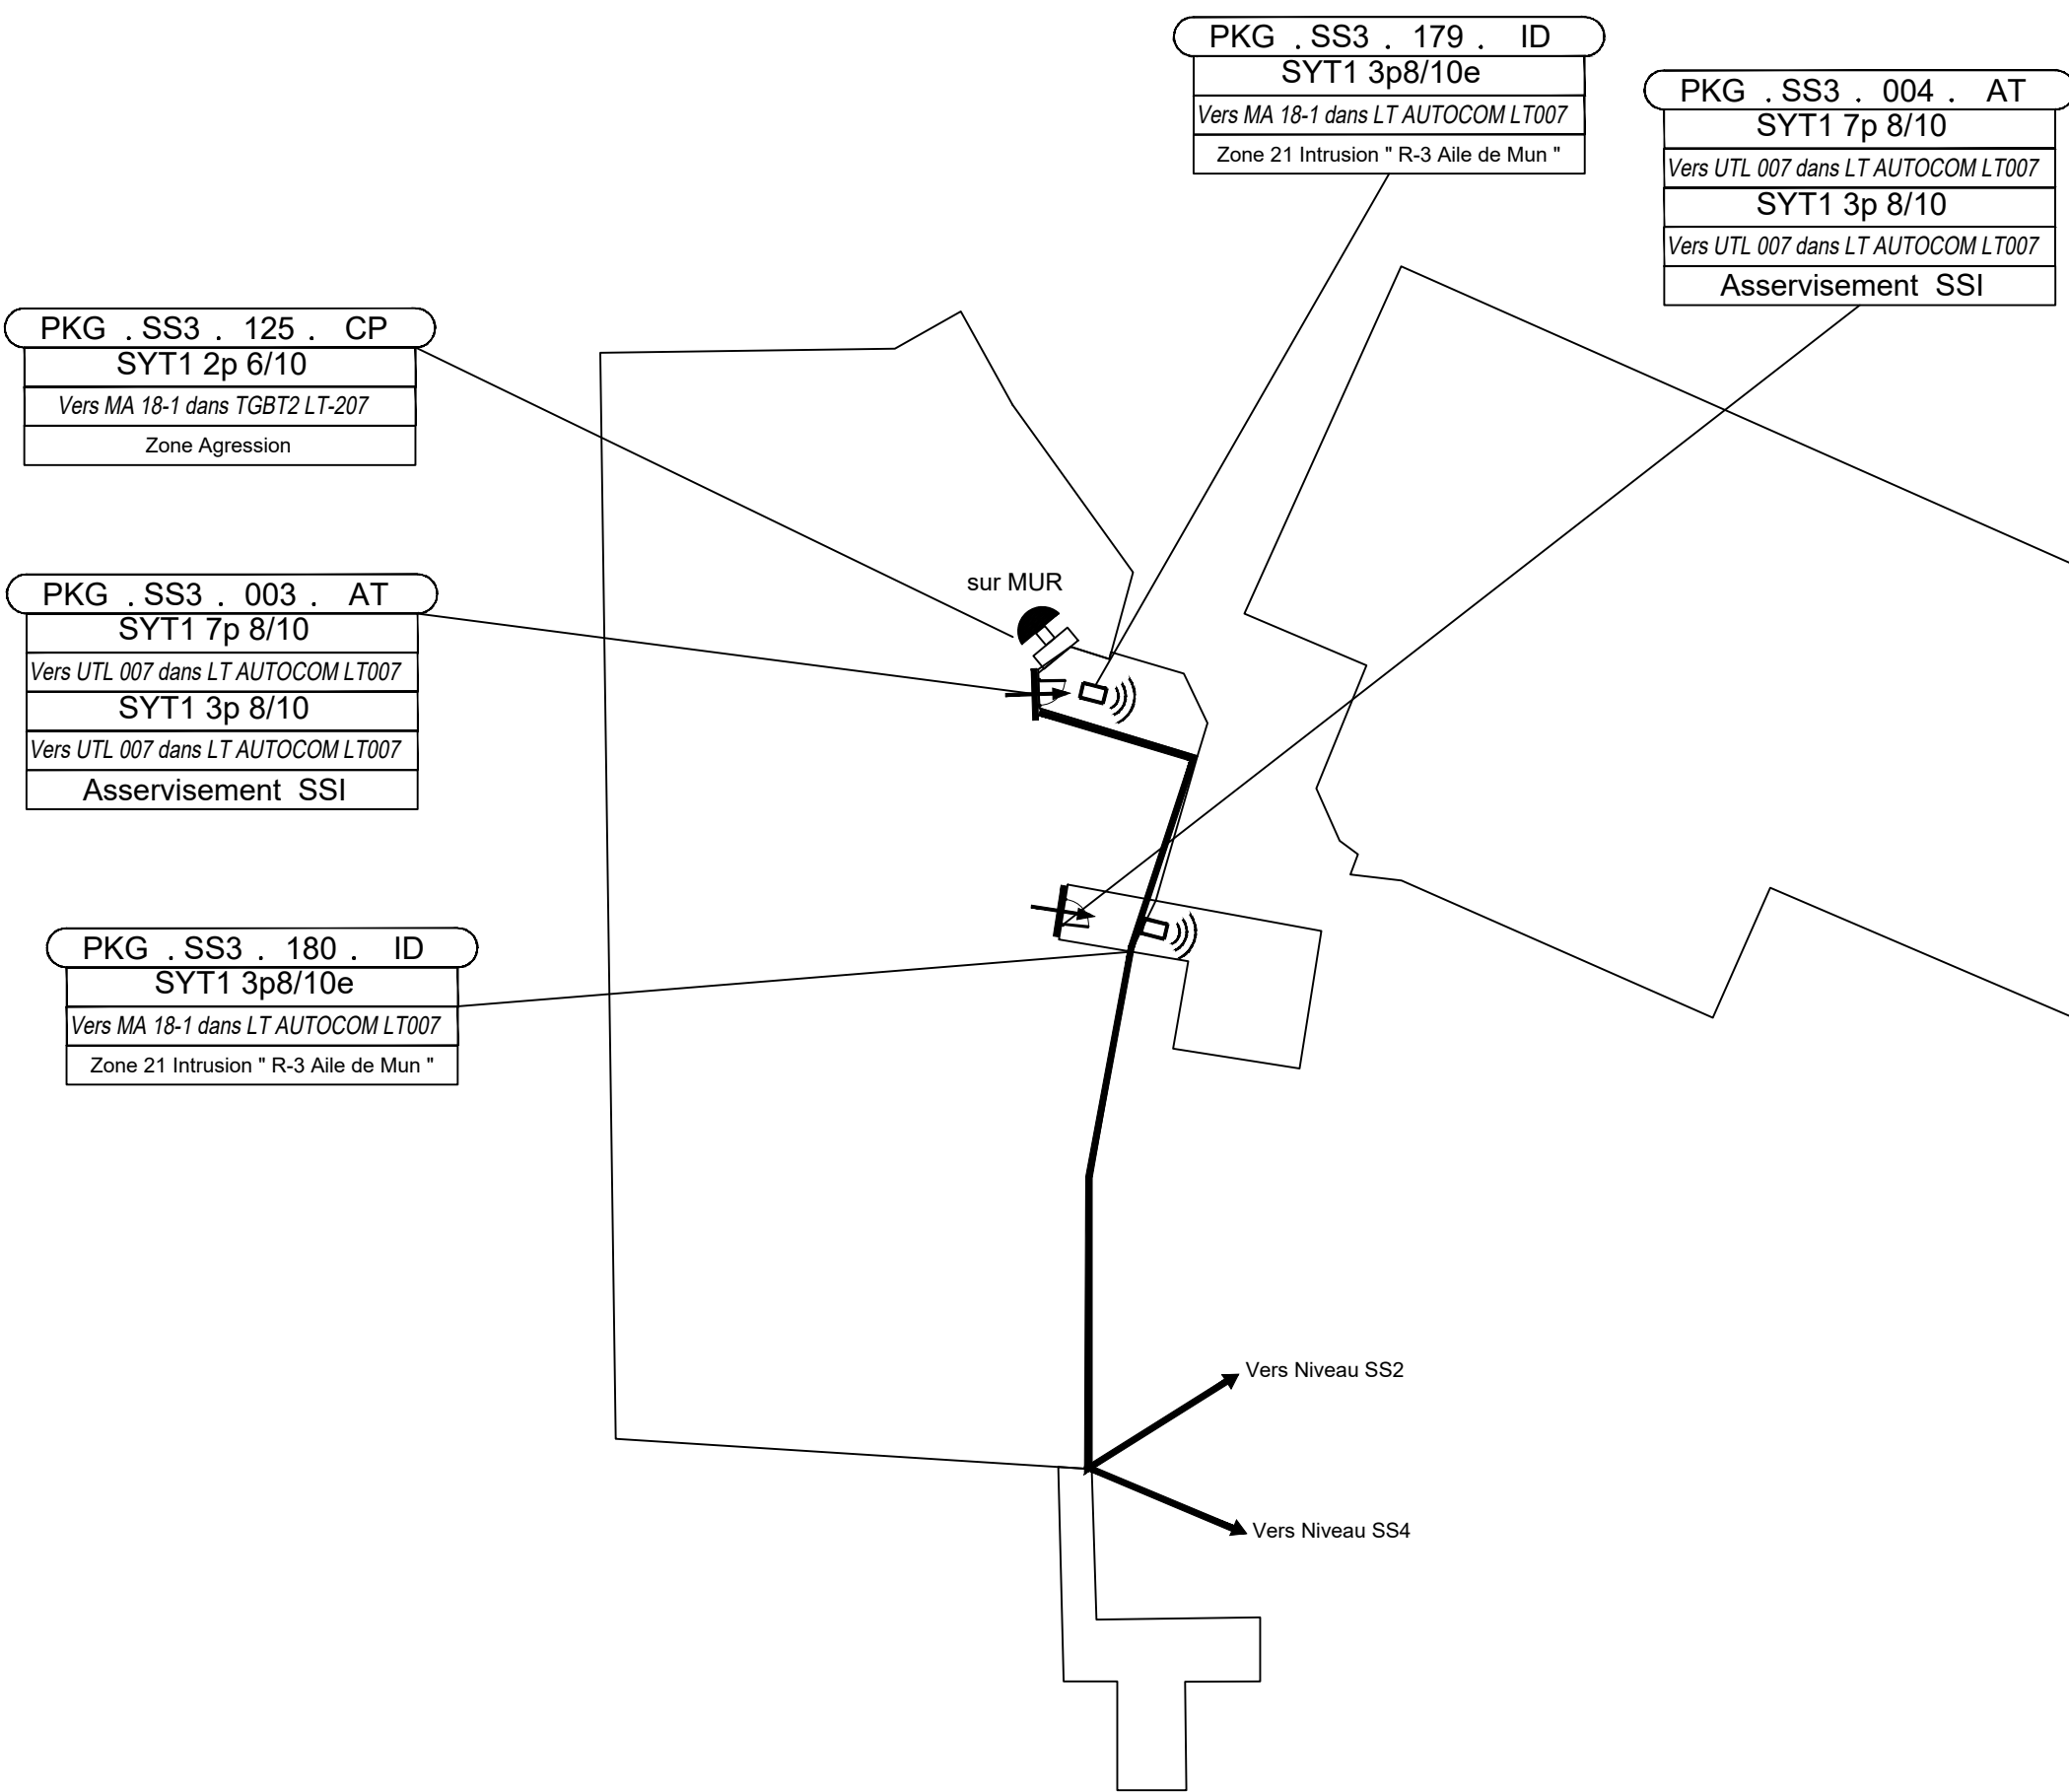 PKG . SS3 . 179 . ID
SYT1 3p8/10e
Vers MA 18-1 dans LT AUTOCOM LT007
Zone 21 Intrusion " R-3 Aile de Mun "
PKG . SS3 . 004 . AT
SYT1 7p 8/10
Vers UTL 007 dans LT AUTOCOM LT007
SYT1 3p 8/10
Vers UTL 007 dans LT AUTOCOM LT007
Asservisement SSI
PKG . SS3 . 125 . CP
SYT1 2p 6/10
Vers MA 18-1 dans TGBT2 LT-207
Zone Agression
sur MUR
PKG . SS3 . 003 . AT
SYT1 7p 8/10
Vers UTL 007 dans LT AUTOCOM LT007
SYT1 3p 8/10
Vers UTL 007 dans LT AUTOCOM LT007
Asservisement SSI
PKG . SS3 . 180 . ID
SYT1 3p8/10e
Vers MA 18-1 dans LT AUTOCOM LT007
Zone 21 Intrusion " R-3 Aile de Mun "
Vers Niveau SS2
Vers Niveau SS4